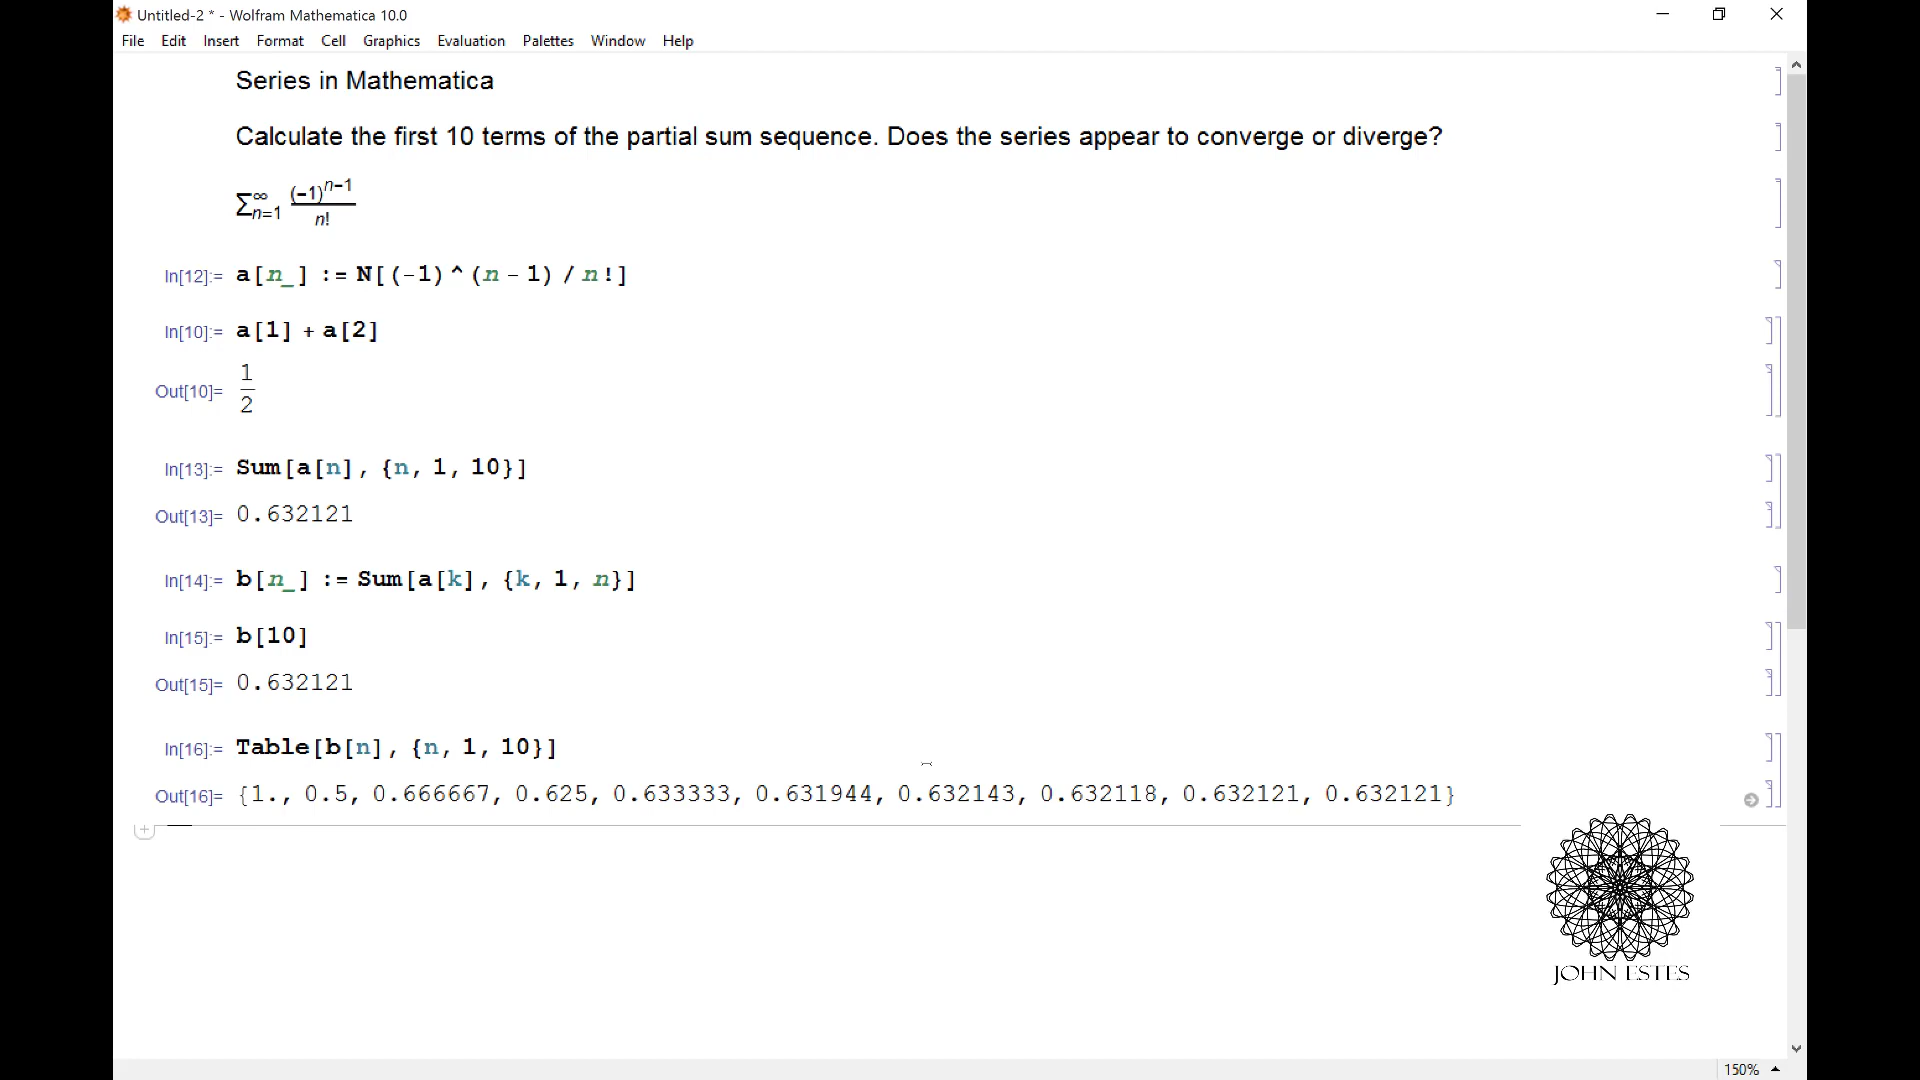 Untitled-2 * - Wolfram Mathematica 10.0
File Edit Insert Format Cell Graphics Evaluation Palettes Window Help
Series in Mathematica
Calculate the first 10 terms of the partial sum sequence. Does the series appear to converge or diverge?
∑_{n=1}^{∞} (-1)^{n-1}/n!
In[12]:= a[n_] := N[(-1)^(n - 1) / n!]
In[10]:= a[1] + a[2]
Out[10]= 1/2
In[13]:= Sum[a[n], {n, 1, 10}]
Out[13]= 0.632121
In[14]:= b[n_] := Sum[a[k], {k, 1, n}]
In[15]:= b[10]
Out[15]= 0.632121
In[16]:= Table[b[n], {n, 1, 10}]
Out[16]= {1., 0.5, 0.666667, 0.625, 0.633333, 0.631944, 0.632143, 0.632118, 0.632121, 0.632121}
JOHN ESTES
150%